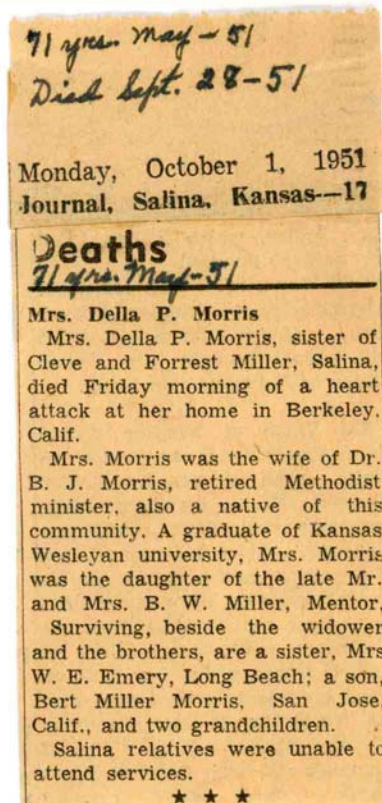 71 yrs. May - 51
Died Sept. 28 - 51
Monday, October 1, 1951
Journal, Salina, Kansas--17
Deaths
71 yrs. May - 51
Mrs. Della P. Morris
Mrs. Della P. Morris, sister of
Cleve and Forrest Miller, Salina,
died Friday morning of a heart
attack at her home in Berkeley,
Calif.
Mrs. Morris was the wife of Dr.
B. J. Morris, retired Methodist
minister, also a native of this
community. A graduate of Kansas
Wesleyan university, Mrs. Morris
was the daughter of the late Mr.
and Mrs. B. W. Miller, Mentor.
Surviving, beside the widower
and the brothers, are a sister, Mrs
W. E. Emery, Long Beach; a son,
Bert Miller Morris, San Jose,
Calif., and two grandchildren.
Salina relatives were unable to
attend services.
★ ★ ★